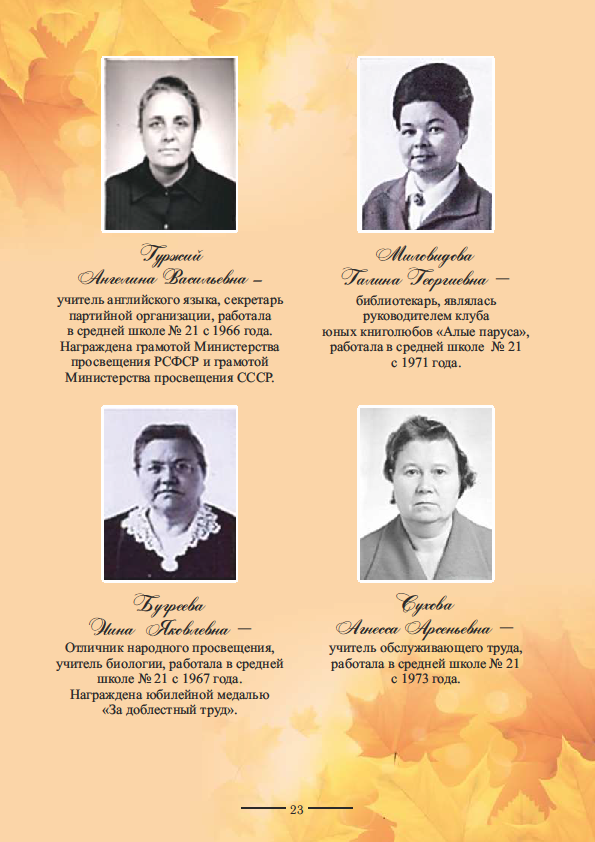 Туржий
Ангелина Васильевна –
учитель английского языка, секретарь
партийной организации, работала
в средней школе № 21 с 1966 года.
Награждена грамотой Министерства
просвещения РСФСР и грамотой
Министерства просвещения СССР.
Миловидова
Галина Георгиевна —
библиотекарь, являлась
руководителем клуба
юных книголюбов «Алые паруса»,
работала в средней школе № 21
с 1971 года.
Бугреева
Нина Яковлевна —
Отличник народного просвещения,
учитель биологии, работала в средней
школе № 21 с 1967 года.
Награждена юбилейной медалью
«За доблестный труд».
Сухова
Агнесса Арсеньевна —
учитель обслуживающего труда,
работала в средней школе № 21
с 1973 года.
23